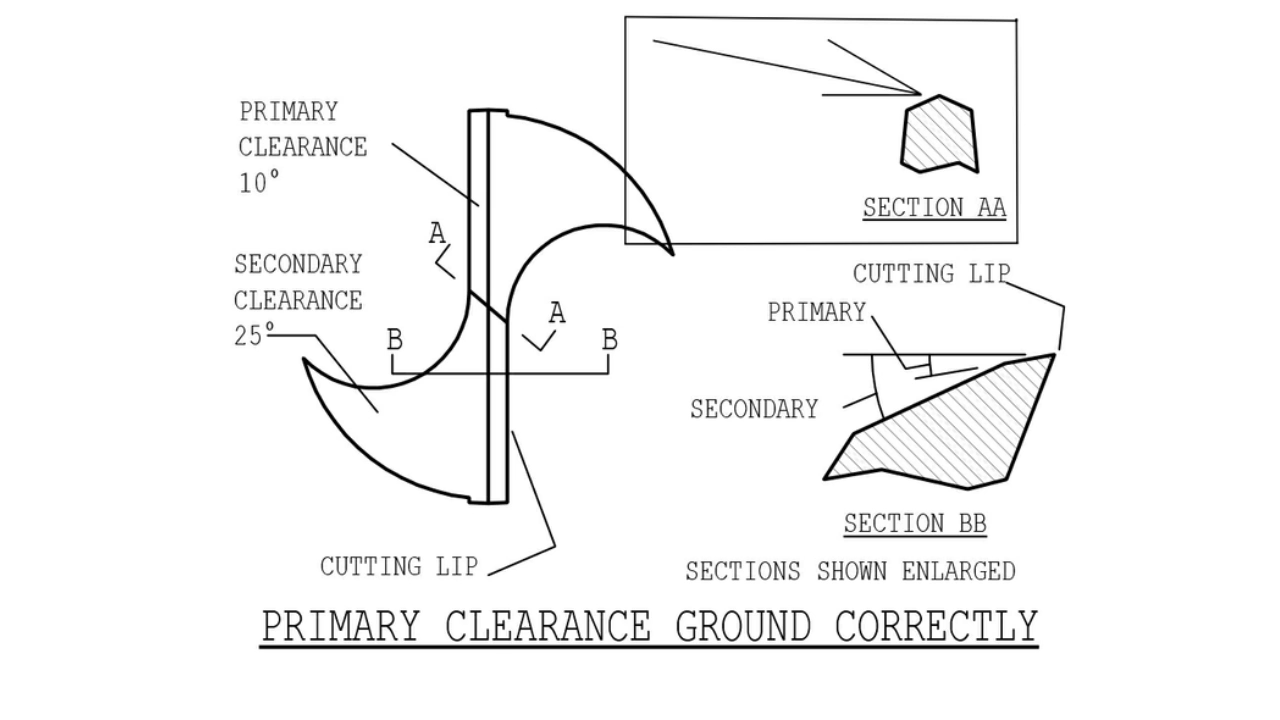 PRIMARY
CLEARANCE
10°
SECONDARY
CLEARANCE
25°
A
A
B
B
CUTTING LIP
SECTION AA
CUTTING LIP
PRIMARY
SECONDARY
SECTION BB
SECTIONS SHOWN ENLARGED
PRIMARY CLEARANCE GROUND CORRECTLY